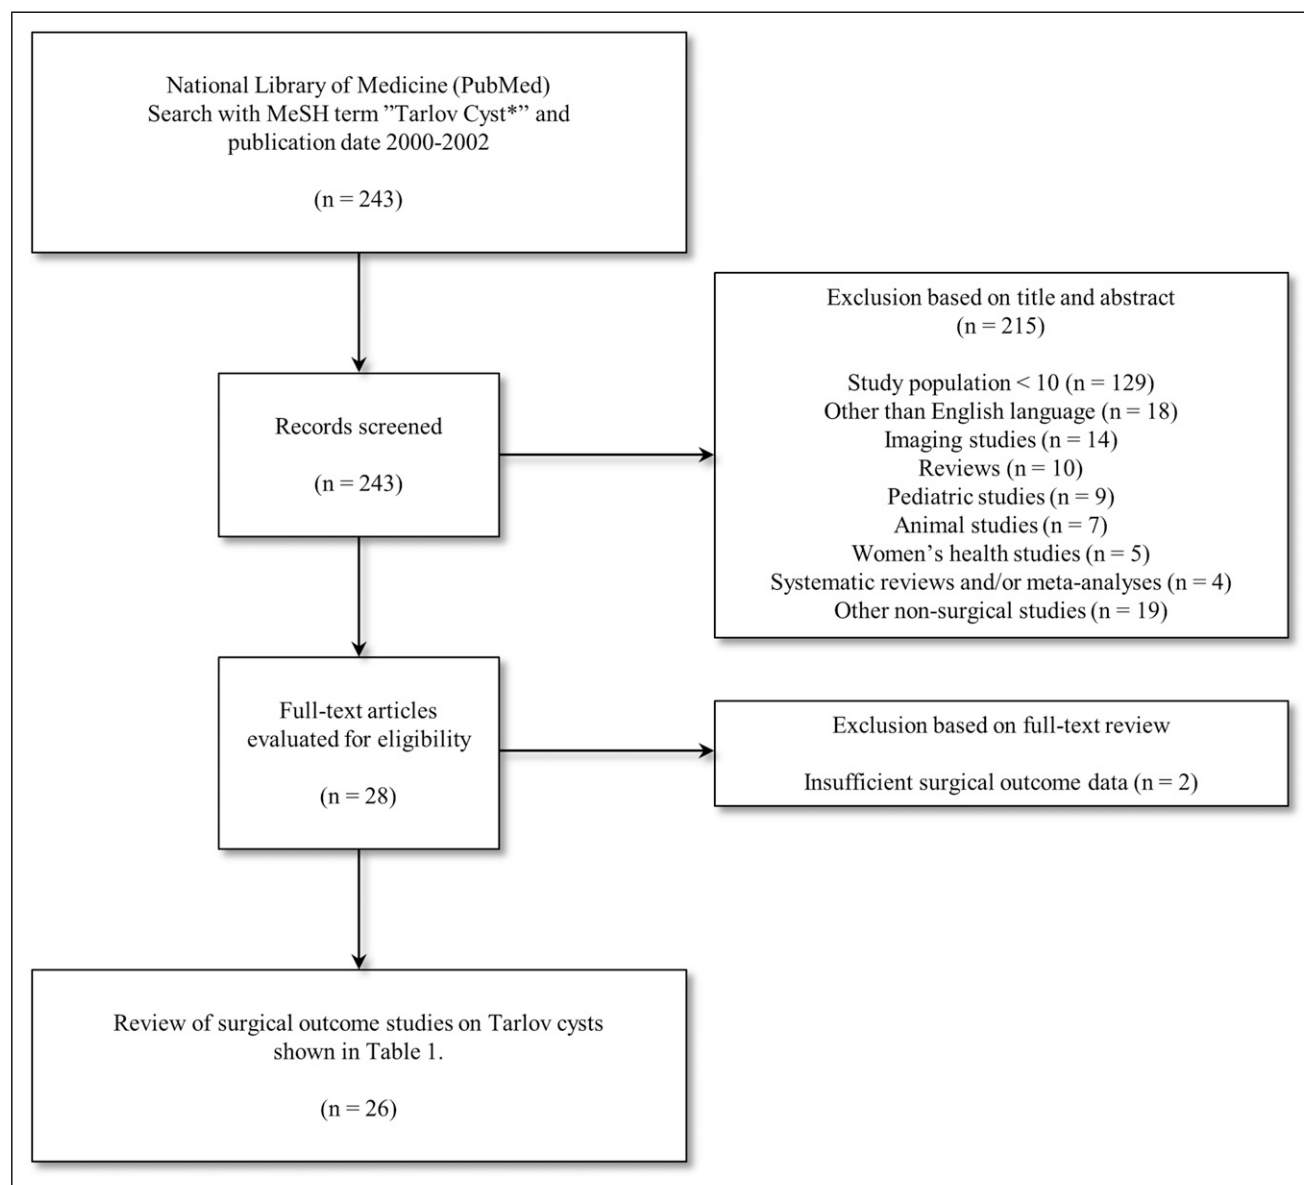 National Library of Medicine (PubMed)
Search with MeSH term ”Tarlov Cyst*” and
publication date 2000-2002
(n = 243)
Exclusion based on title and abstract
(n = 215)
Study population < 10 (n = 129)
Other than English language (n = 18)
Imaging studies (n = 14)
Reviews (n = 10)
Pediatric studies (n = 9)
Animal studies (n = 7)
Women’s health studies (n = 5)
Systematic reviews and/or meta-analyses (n = 4)
Other non-surgical studies (n = 19)
Records screened
(n = 243)
Full-text articles
evaluated for eligibility
(n = 28)
Exclusion based on full-text review
Insufficient surgical outcome data (n = 2)
Review of surgical outcome studies on Tarlov cysts
shown in Table 1.
(n = 26)